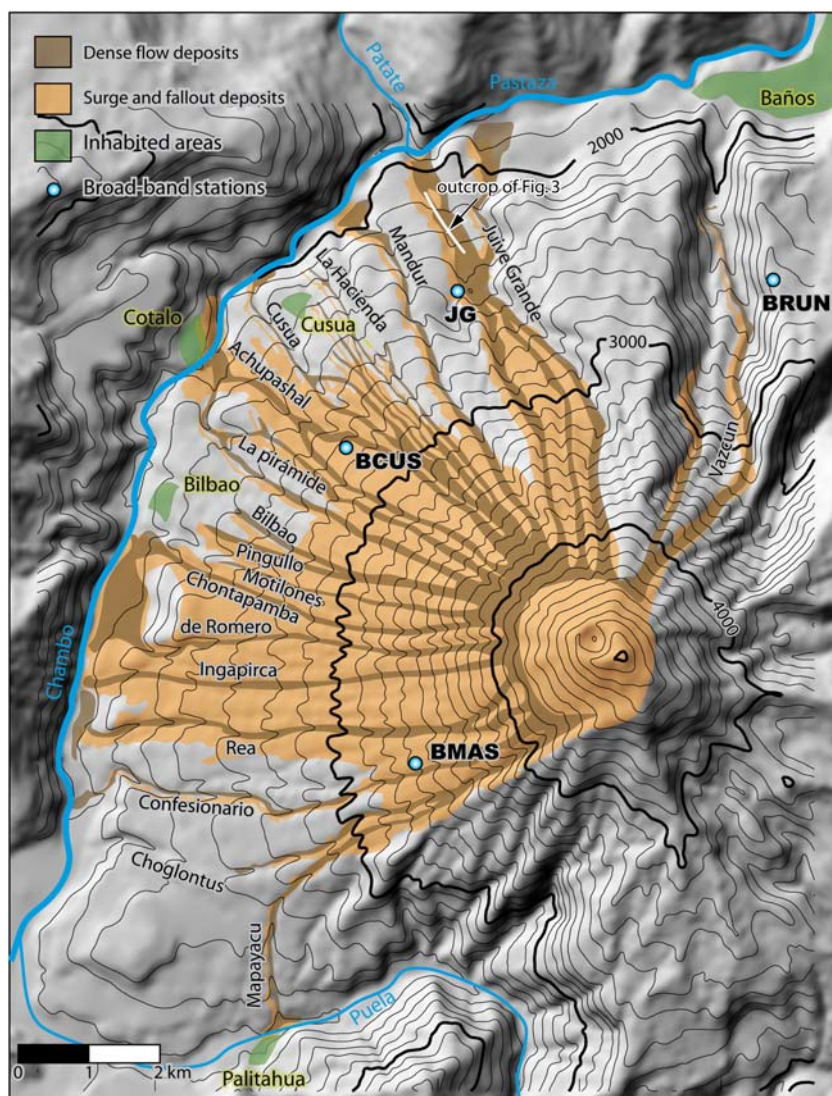 Dense flow deposits
Surge and fallout deposits
Inhabited areas
Broad-band stations
Patate
Pastaza
Baños
2000
outcrop of Fig. 3
Mandur
Juive Grande
La Hacienda
Cusua
Cusua
JG
BRUN
Cotalo
3000
Achupashal
BCUS
Vazcun
La pirámide
Bilbao
Bilbao
Pingullo
Motilones
Chontapamba
de Romero
4000
Ingapirca
Chambo
Rea
BMAS
Confesionario
Choglontus
Mapayacu
Puela
0 1 2 km
Palitahua